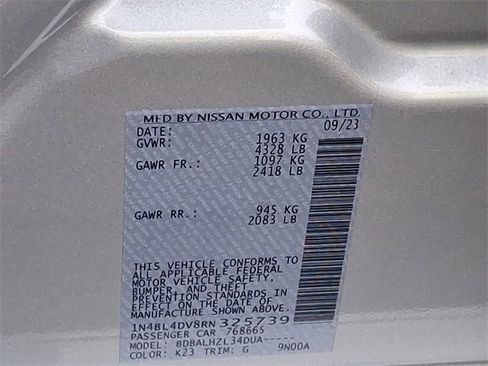 MFD BY NISSAN MOTOR CO., LTD.
DATE: 09/23
GVWR: 1963 KG
4328 LB
GAWR FR.: 1097 KG
2418 LB
GAWR RR.: 945 KG
2083 LB
THIS VEHICLE CONFORMS TO
ALL APPLICABLE FEDERAL
MOTOR VEHICLE SAFETY,
BUMPER, AND THEFT
PREVENTION STANDARDS IN
EFFECT ON THE DATE OF
MANUFACTURE SHOWN ABOVE.
1N4BL4DV8RN325739
PASSENGER CAR 76866S
MODEL: BDBALHZL34DUA-----
COLOR: K23 TRIM: G 9N00A